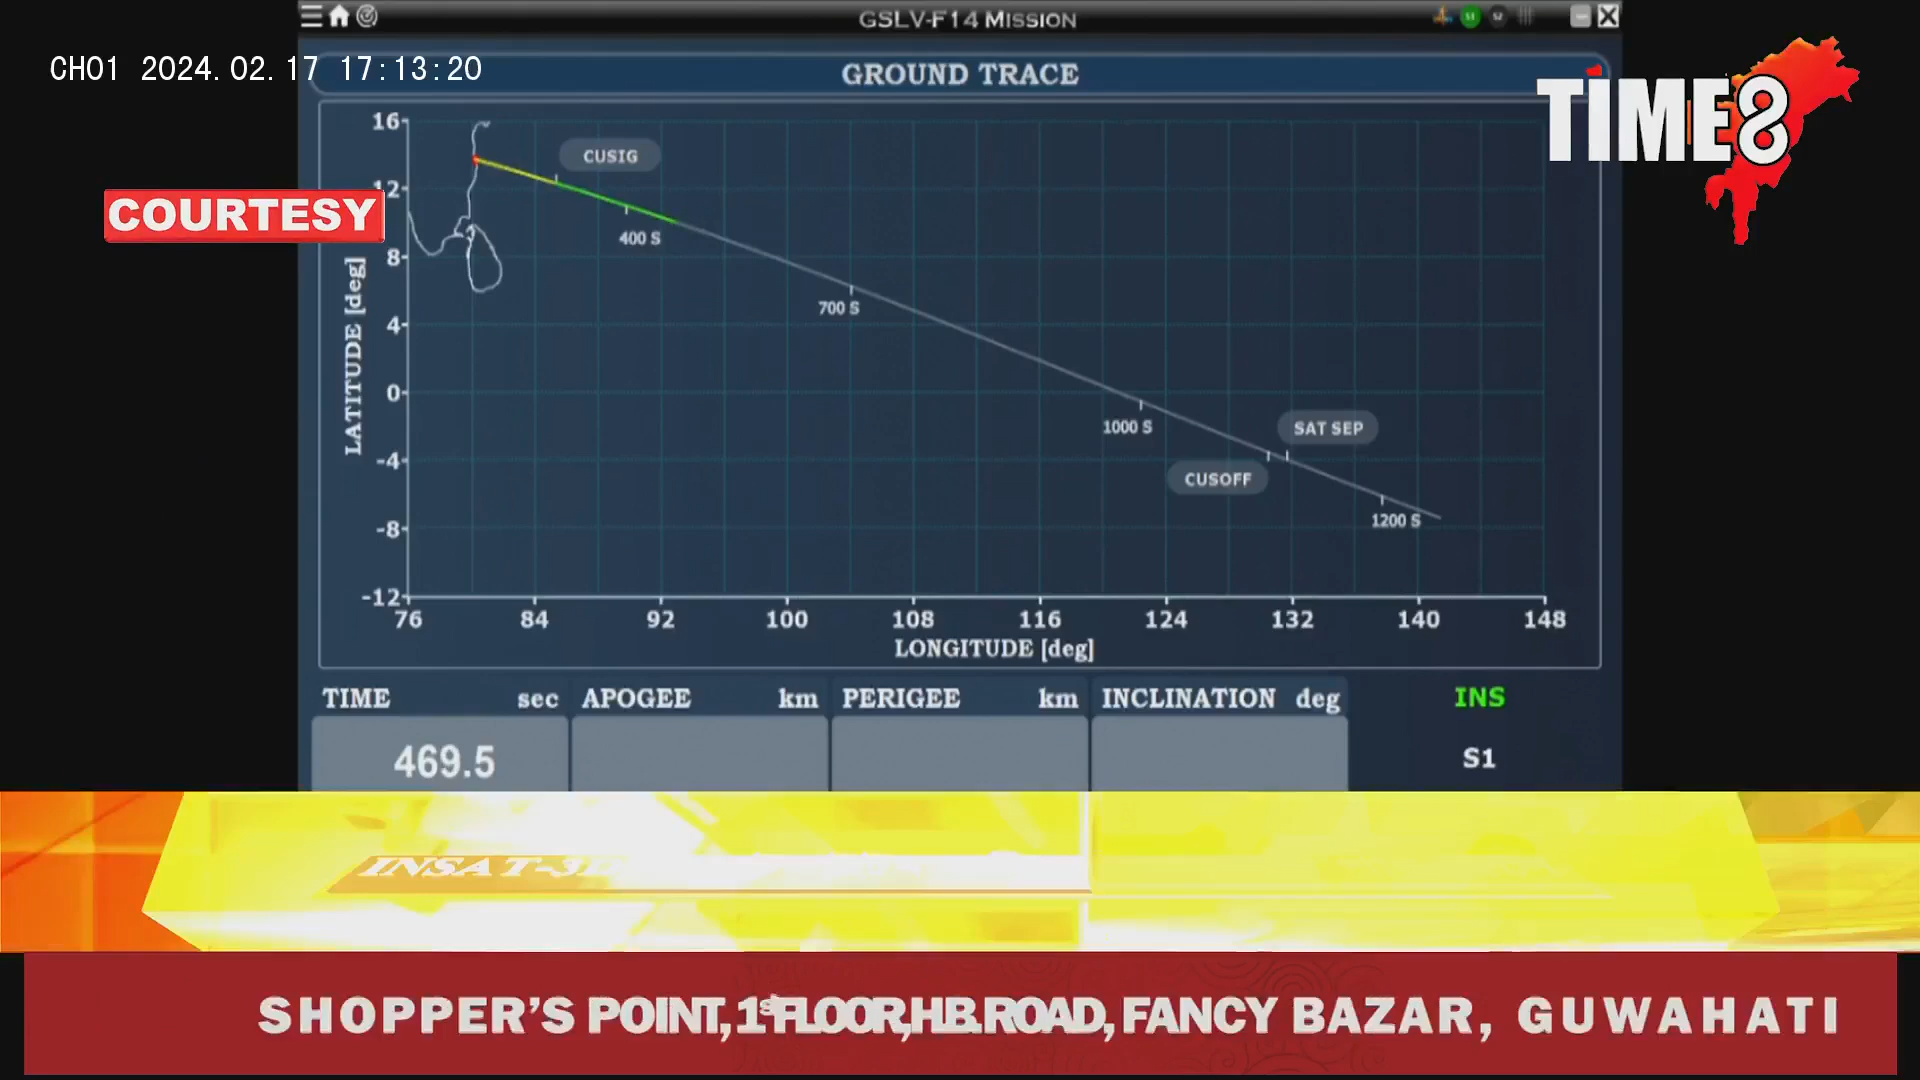 GSLV-F14 MISSION
CH01 2024.02.17 17:13:20
GROUND TRACE
TIME8
COURTESY
CUSIG
400 S
700 S
1000 S
SAT SEP
CUSOFF
1200 S
LATITUDE [deg]
16
12
8
4
0
-4
-8
-12
76 84 92 100 108 116 124 132 140 148
LONGITUDE [deg]
TIME sec APOGEE km PERIGEE km INCLINATION deg INS
469.5 S1
INSAT-3
SHOPPER'S POINT, 1st FLOOR, H.B. ROAD, FANCY BAZAR, GUWAHATI